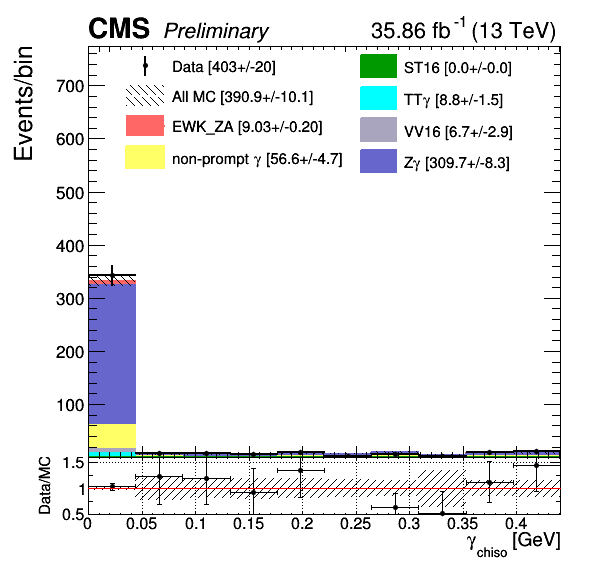 CMS Preliminary 35.86 fb⁻¹ (13 TeV)
Events/bin
Data [403+/-20]
All MC [390.9+/-10.1]
EWK_ZA [9.03+/-0.20]
non-prompt γ [56.6+/-4.7]
ST16 [0.0+/-0.0]
TTγ [8.8+/-1.5]
VV16 [6.7+/-2.9]
Zγ [309.7+/-8.3]
700
600
500
400
300
200
100
Data/MC
1.5
1
0.5
0 0.05 0.1 0.15 0.2 0.25 0.3 0.35 0.4
γchiso [GeV]